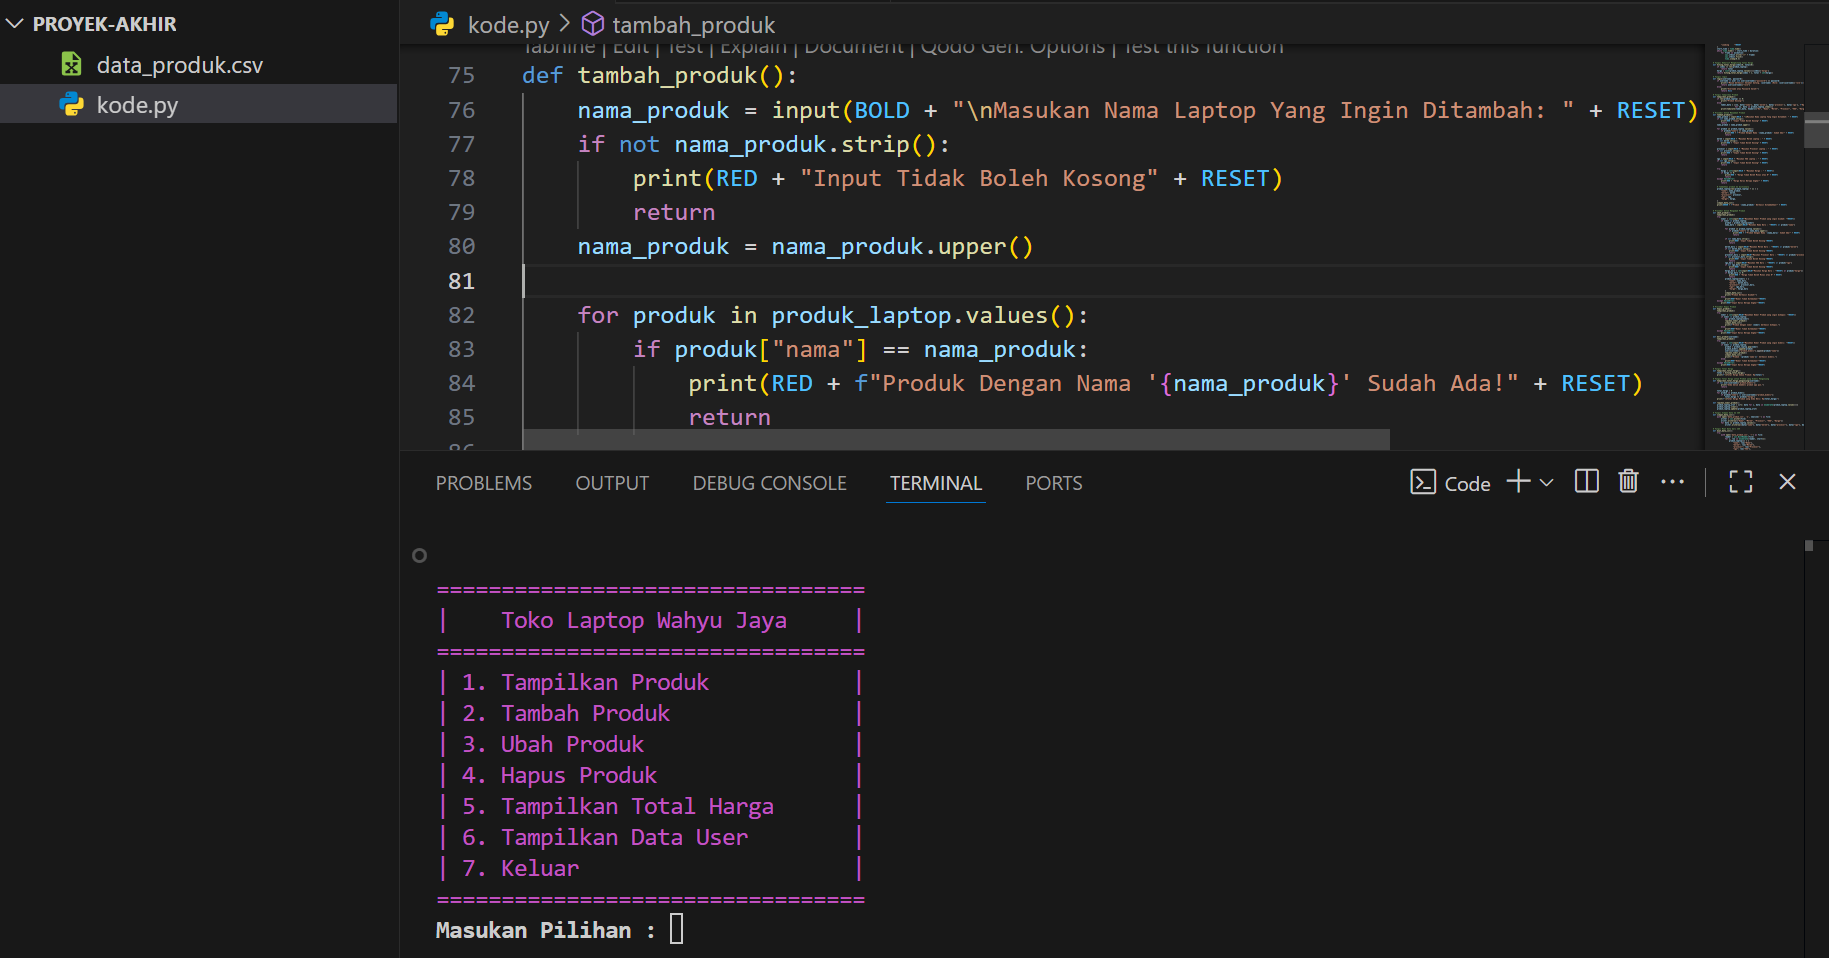 PROYEK-AKHIR
data_produk.csv
kode.py
kode.py > tambah_produk
Tabnine | Edit | Test | Explain | Document | Qodo Gen: Options | Test this function
75 def tambah_produk():
76 nama_produk = input(BOLD + "\nMasukan Nama Laptop Yang Ingin Ditambah: " + RESET)
77 if not nama_produk.strip():
78 print(RED + "Input Tidak Boleh Kosong" + RESET)
79 return
80 nama_produk = nama_produk.upper()
81
82 for produk in produk_laptop.values():
83 if produk["nama"] == nama_produk:
84 print(RED + f"Produk Dengan Nama '{nama_produk}' Sudah Ada!" + RESET)
85 return
86
PROBLEMS OUTPUT DEBUG CONSOLE TERMINAL PORTS
Code
=================================
| Toko Laptop Wahyu Jaya |
=================================
| 1. Tampilkan Produk |
| 2. Tambah Produk |
| 3. Ubah Produk |
| 4. Hapus Produk |
| 5. Tampilkan Total Harga |
| 6. Tampilkan Data User |
| 7. Keluar |
=================================
Masukan Pilihan :